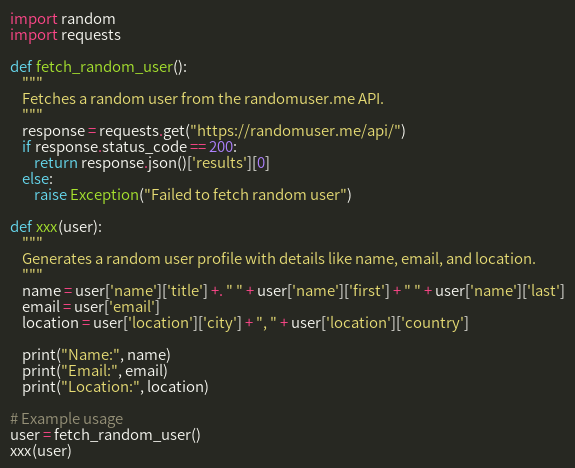 import random
import requests

def fetch_random_user():
    """
    Fetches a random user from the randomuser.me API.
    """
    response = requests.get("https://randomuser.me/api/")
    if response.status_code == 200:
        return response.json()['results'][0]
    else:
        raise Exception("Failed to fetch random user")

def xxx(user):
    """
    Generates a random user profile with details like name, email, and location.
    """
    name = user['name']['title'] +. " " + user['name']['first'] + " " + user['name']['last']
    email = user['email']
    location = user['location']['city'] + ", " + user['location']['country']

    print("Name:", name)
    print("Email:", email)
    print("Location:", location)

# Example usage
user = fetch_random_user()
xxx(user)